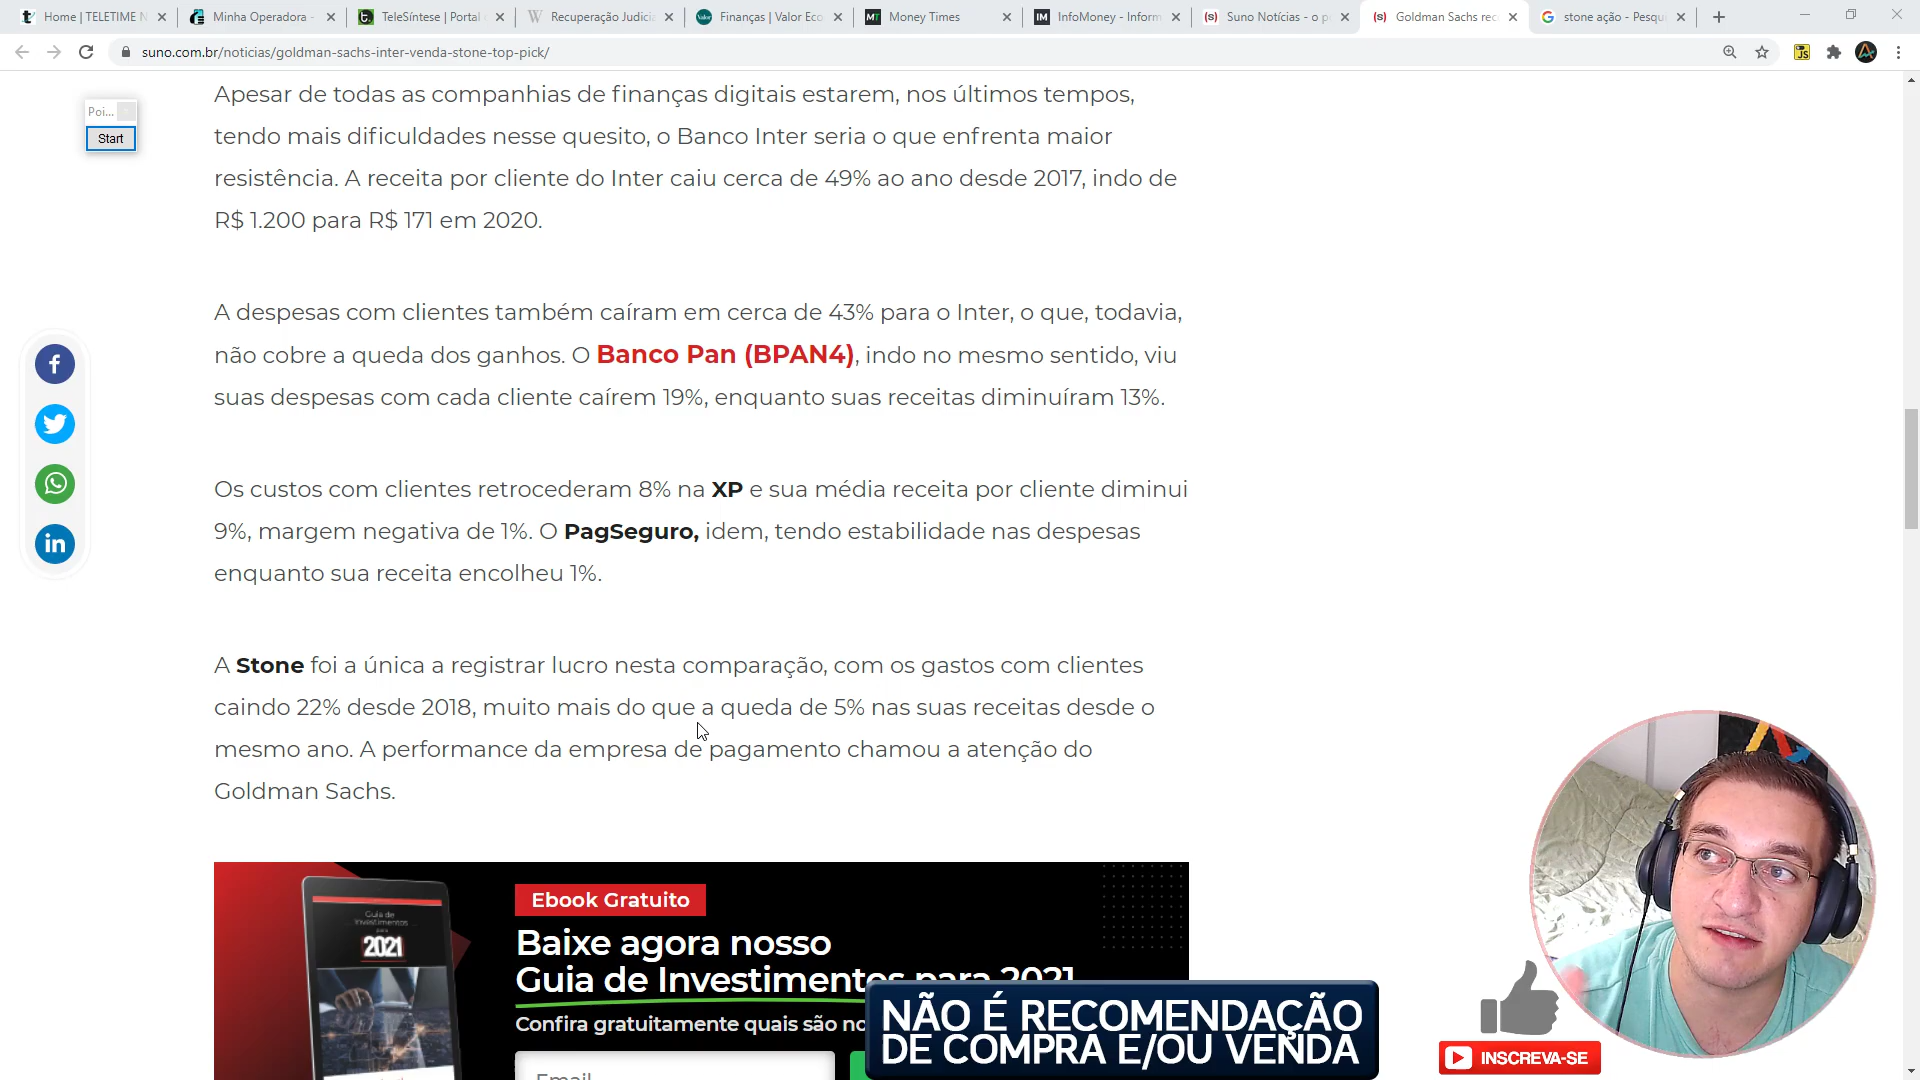 Home | TELETIME N
Minha Operadora -
TeleSíntese | Portal
Recuperação Judicia
Finanças | Valor Eco
Money Times
InfoMoney - Inform
Suno Notícias - o p
Goldman Sachs rec
stone ação - Pesqu
suno.com.br/noticias/goldman-sachs-inter-venda-stone-top-pick/
Poi...
Start
Apesar de todas as companhias de finanças digitais estarem, nos últimos tempos,
tendo mais dificuldades nesse quesito, o Banco Inter seria o que enfrenta maior
resistência. A receita por cliente do Inter caiu cerca de 49% ao ano desde 2017, indo de
R$ 1.200 para R$ 171 em 2020.
A despesas com clientes também caíram em cerca de 43% para o Inter, o que, todavia,
não cobre a queda dos ganhos. O Banco Pan (BPAN4), indo no mesmo sentido, viu
suas despesas com cada cliente caírem 19%, enquanto suas receitas diminuíram 13%.
Os custos com clientes retrocederam 8% na XP e sua média receita por cliente diminui
9%, margem negativa de 1%. O PagSeguro, idem, tendo estabilidade nas despesas
enquanto sua receita encolheu 1%.
A Stone foi a única a registrar lucro nesta comparação, com os gastos com clientes
caindo 22% desde 2018, muito mais do que a queda de 5% nas suas receitas desde o
mesmo ano. A performance da empresa de pagamento chamou a atenção do
Goldman Sachs.
Guia de
Investimentos
para
2021
Ebook Gratuito
Baixe agora nosso
Guia de Investimentos para 2021
Confira gratuitamente quais são no
Email
NÃO É RECOMENDAÇÃO
DE COMPRA E/OU VENDA
INSCREVA-SE